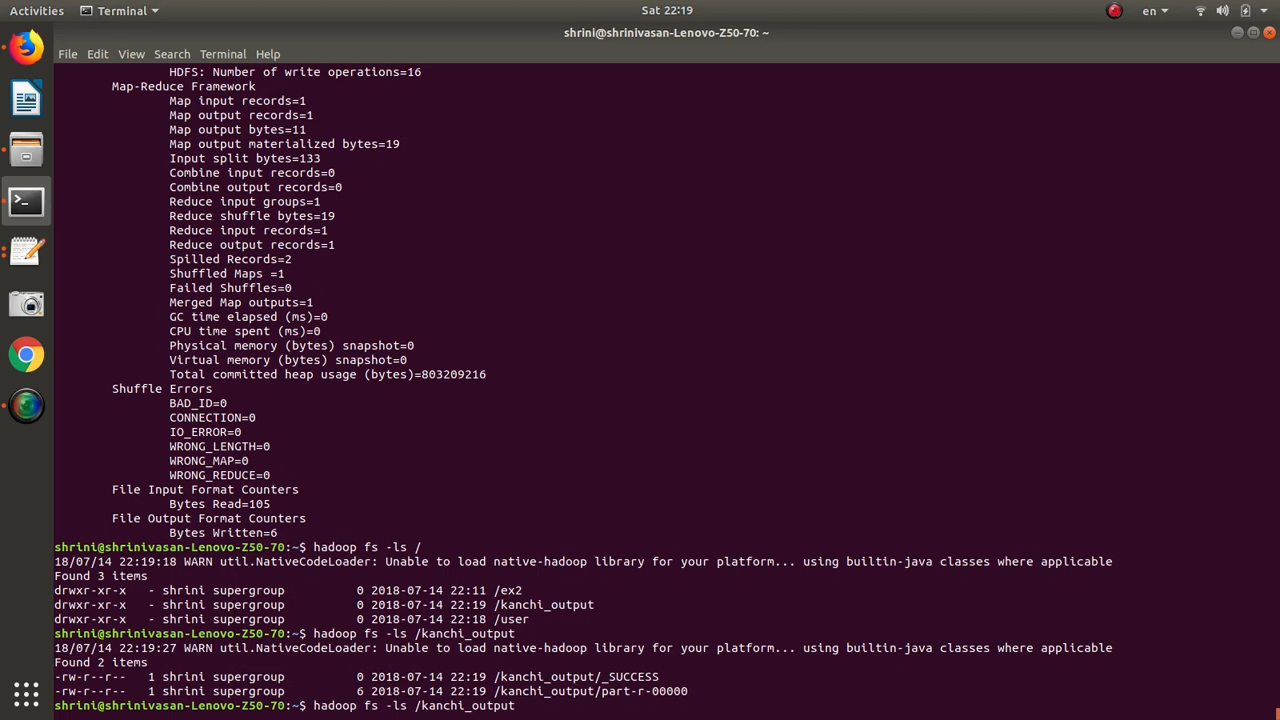 Activities Terminal Sat 22:19 en
shrini@shrinivasan-Lenovo-Z50-70: ~
File Edit View Search Terminal Help
HDFS: Number of write operations=16
Map-Reduce Framework
Map input records=1
Map output records=1
Map output bytes=11
Map output materialized bytes=19
Input split bytes=133
Combine input records=0
Combine output records=0
Reduce input groups=1
Reduce shuffle bytes=19
Reduce input records=1
Reduce output records=1
Spilled Records=2
Shuffled Maps =1
Failed Shuffles=0
Merged Map outputs=1
GC time elapsed (ms)=0
CPU time spent (ms)=0
Physical memory (bytes) snapshot=0
Virtual memory (bytes) snapshot=0
Total committed heap usage (bytes)=803209216
Shuffle Errors
BAD_ID=0
CONNECTION=0
IO_ERROR=0
WRONG_LENGTH=0
WRONG_MAP=0
WRONG_REDUCE=0
File Input Format Counters
Bytes Read=105
File Output Format Counters
Bytes Written=6
shrini@shrinivasan-Lenovo-Z50-70:~$ hadoop fs -ls /
18/07/14 22:19:18 WARN util.NativeCodeLoader: Unable to load native-hadoop library for your platform... using builtin-java classes where applicable
Found 3 items
drwxr-xr-x - shrini supergroup 0 2018-07-14 22:11 /ex2
drwxr-xr-x - shrini supergroup 0 2018-07-14 22:19 /kanchi_output
drwxr-xr-x - shrini supergroup 0 2018-07-14 22:18 /user
shrini@shrinivasan-Lenovo-Z50-70:~$ hadoop fs -ls /kanchi_output
18/07/14 22:19:27 WARN util.NativeCodeLoader: Unable to load native-hadoop library for your platform... using builtin-java classes where applicable
Found 2 items
-rw-r--r-- 1 shrini supergroup 0 2018-07-14 22:19 /kanchi_output/_SUCCESS
-rw-r--r-- 1 shrini supergroup 6 2018-07-14 22:19 /kanchi_output/part-r-00000
shrini@shrinivasan-Lenovo-Z50-70:~$ hadoop fs -ls /kanchi_output